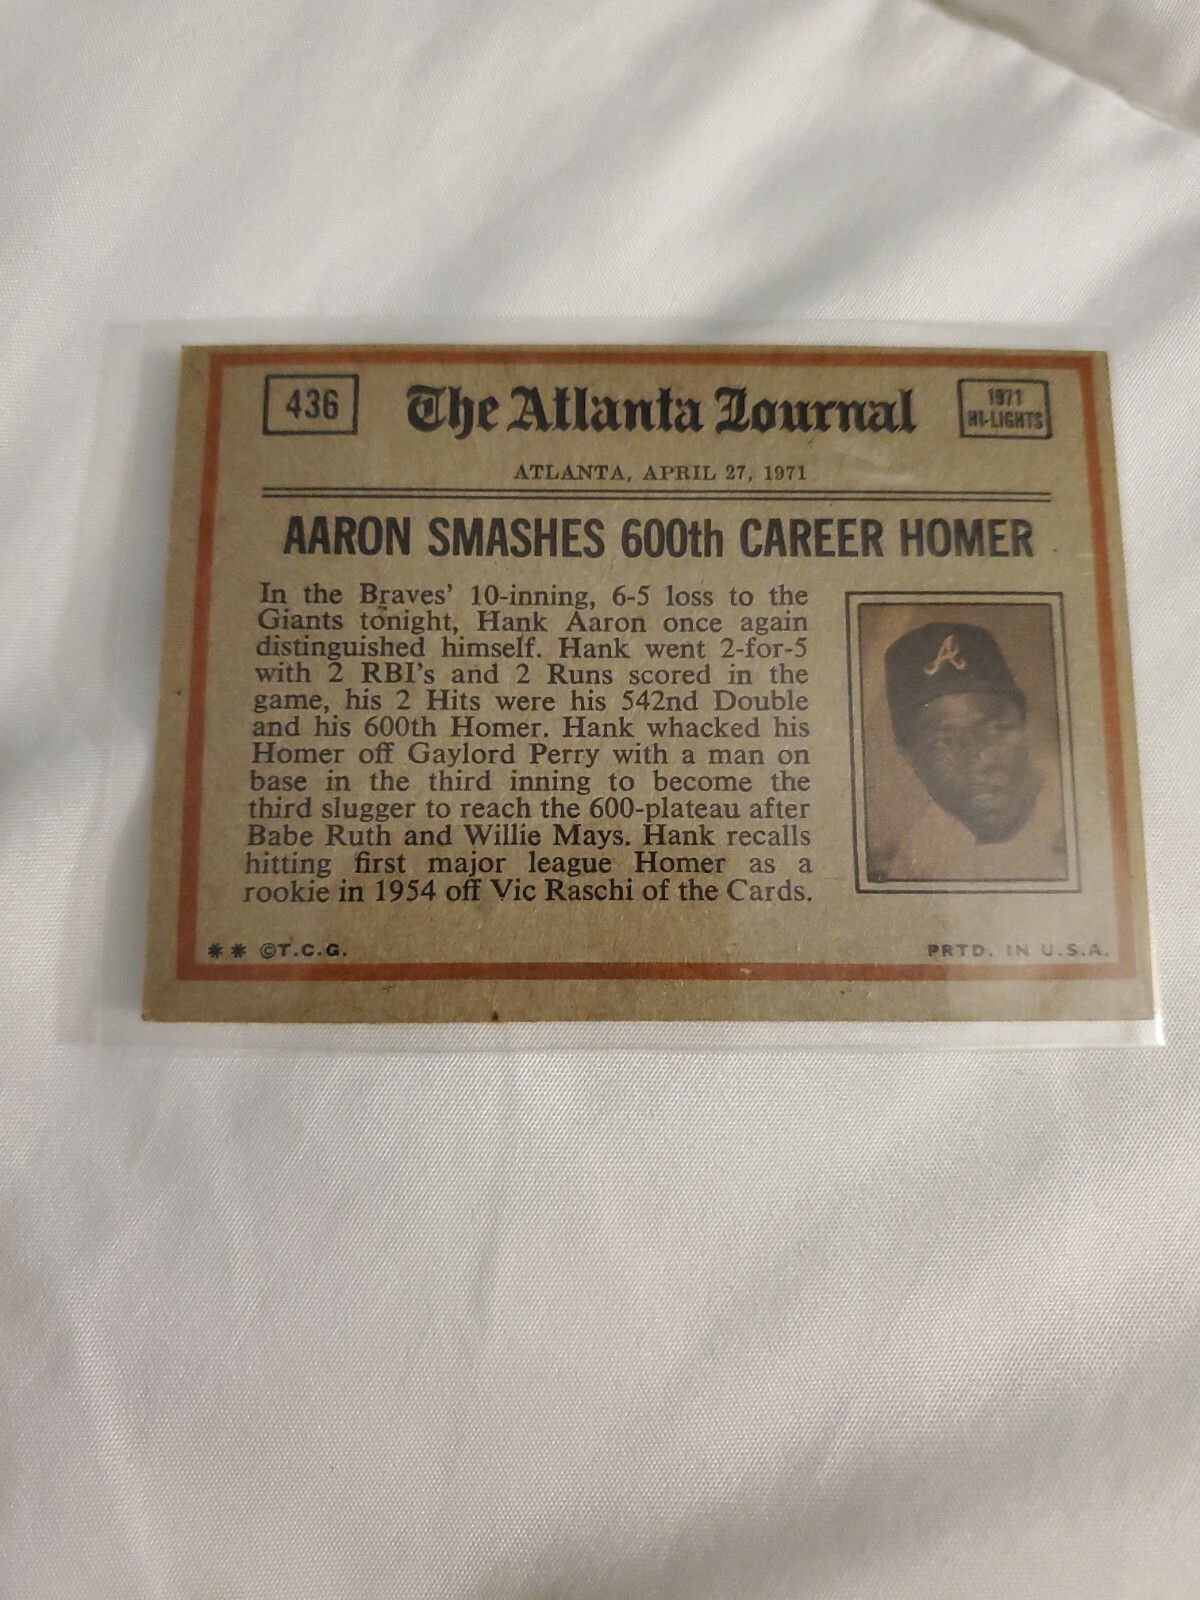 436
The Atlanta Journal
1971
HI-LIGHTS
ATLANTA, APRIL 27, 1971
AARON SMASHES 600th CAREER HOMER
In the Braves' 10-inning, 6-5 loss to the
Giants tonight, Hank Aaron once again
distinguished himself. Hank went 2-for-5
with 2 RBI's and 2 Runs scored in the
game, his 2 Hits were his 542nd Double
and his 600th Homer. Hank whacked his
Homer off Gaylord Perry with a man on
base in the third inning to become the
third slugger to reach the 600-plateau after
Babe Ruth and Willie Mays. Hank recalls
hitting first major league Homer as a
rookie in 1954 off Vic Raschi of the Cards.
A
** ©T.C.G.
PRTD. IN U.S.A.